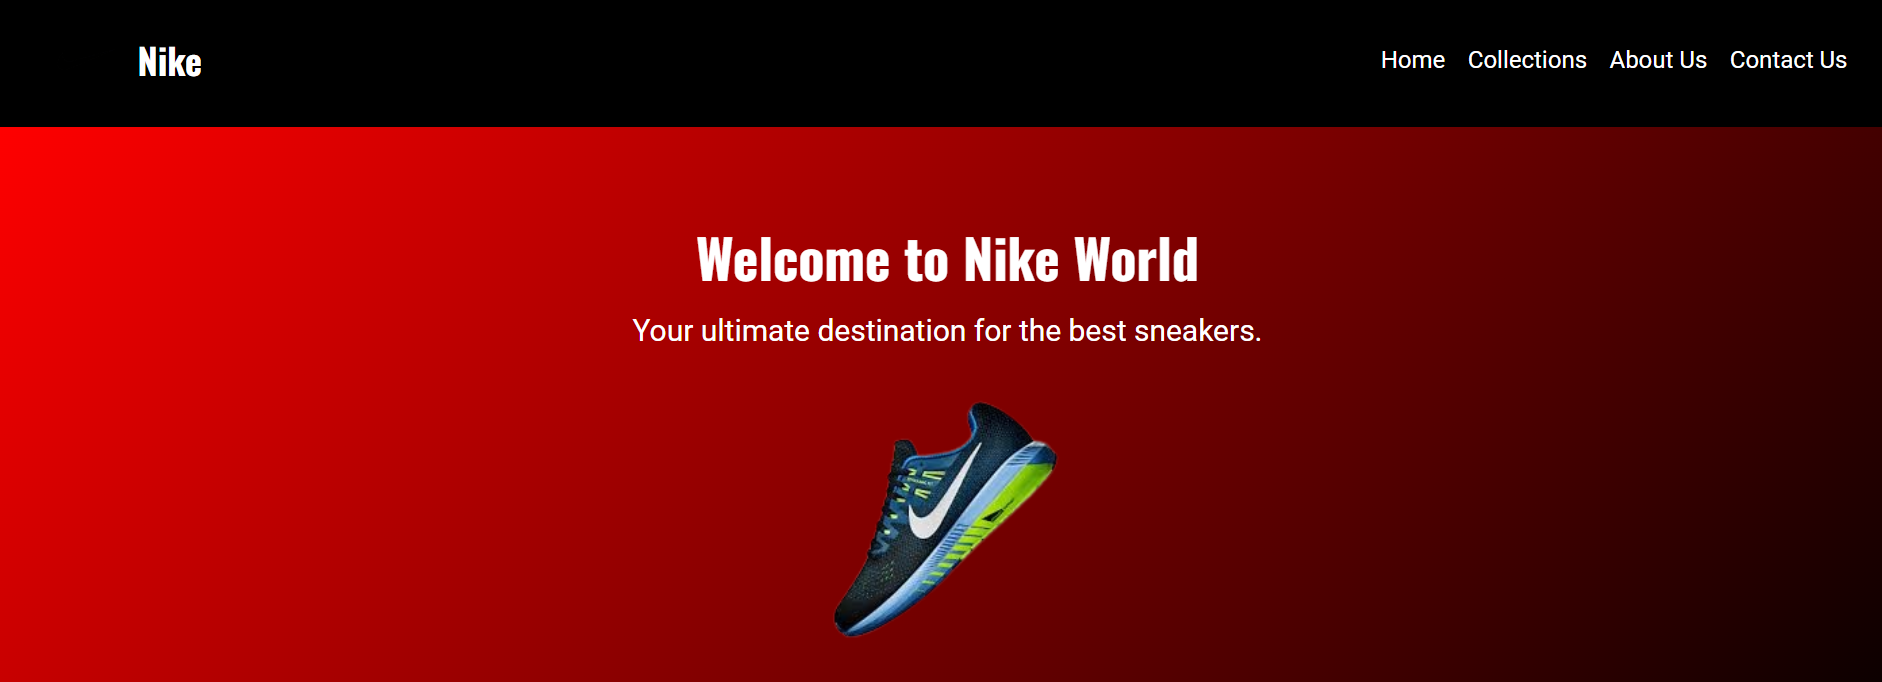 Nike
Home Collections About Us Contact Us
Welcome to Nike World
Your ultimate destination for the best sneakers.